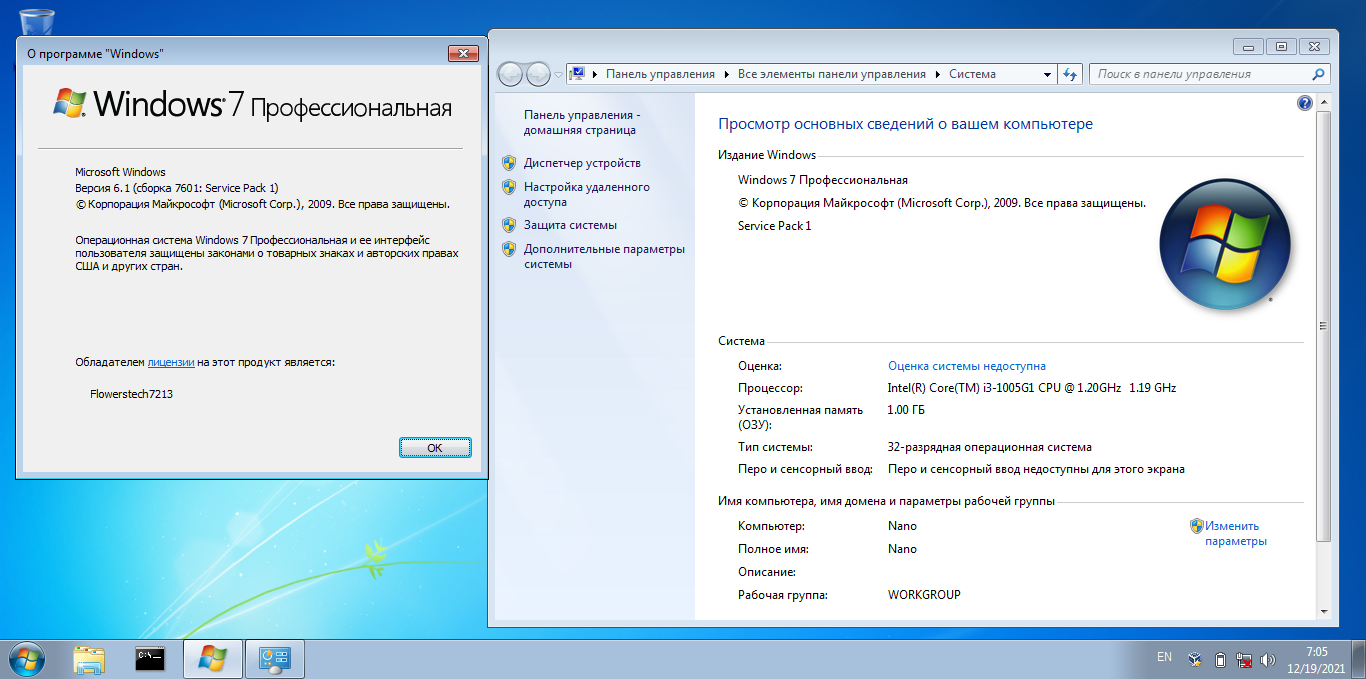 О программе "Windows"
Windows 7 Профессиональная
Microsoft Windows
Версия 6.1 (сборка 7601: Service Pack 1)
© Корпорация Майкрософт (Microsoft Corp.), 2009. Все права защищены.
Операционная система Windows 7 Профессиональная и ее интерфейс
пользователя защищены законами о товарных знаках и авторских правах
США и других стран.
Обладателем лицензии на этот продукт является:
Flowerstech7213
OK
Панель управления
Все элементы панели управления
Система
Поиск в панели управления
Панель управления -
домашняя страница
Диспетчер устройств
Настройка удаленного
доступа
Защита системы
Дополнительные параметры
системы
Просмотр основных сведений о вашем компьютере
Издание Windows
Windows 7 Профессиональная
© Корпорация Майкрософт (Microsoft Corp.), 2009. Все права защищены.
Service Pack 1
Система
Оценка: Оценка системы недоступна
Процессор: Intel(R) Core(TM) i3-1005G1 CPU @ 1.20GHz 1.19 GHz
Установленная память 1.00 ГБ
(ОЗУ):
Тип системы: 32-разрядная операционная система
Перо и сенсорный ввод: Перо и сенсорный ввод недоступны для этого экрана
Имя компьютера, имя домена и параметры рабочей группы
Компьютер: Nano
Изменить
параметры
Полное имя: Nano
Описание:
Рабочая группа: WORKGROUP
C:\
EN
7:05
12/19/2021